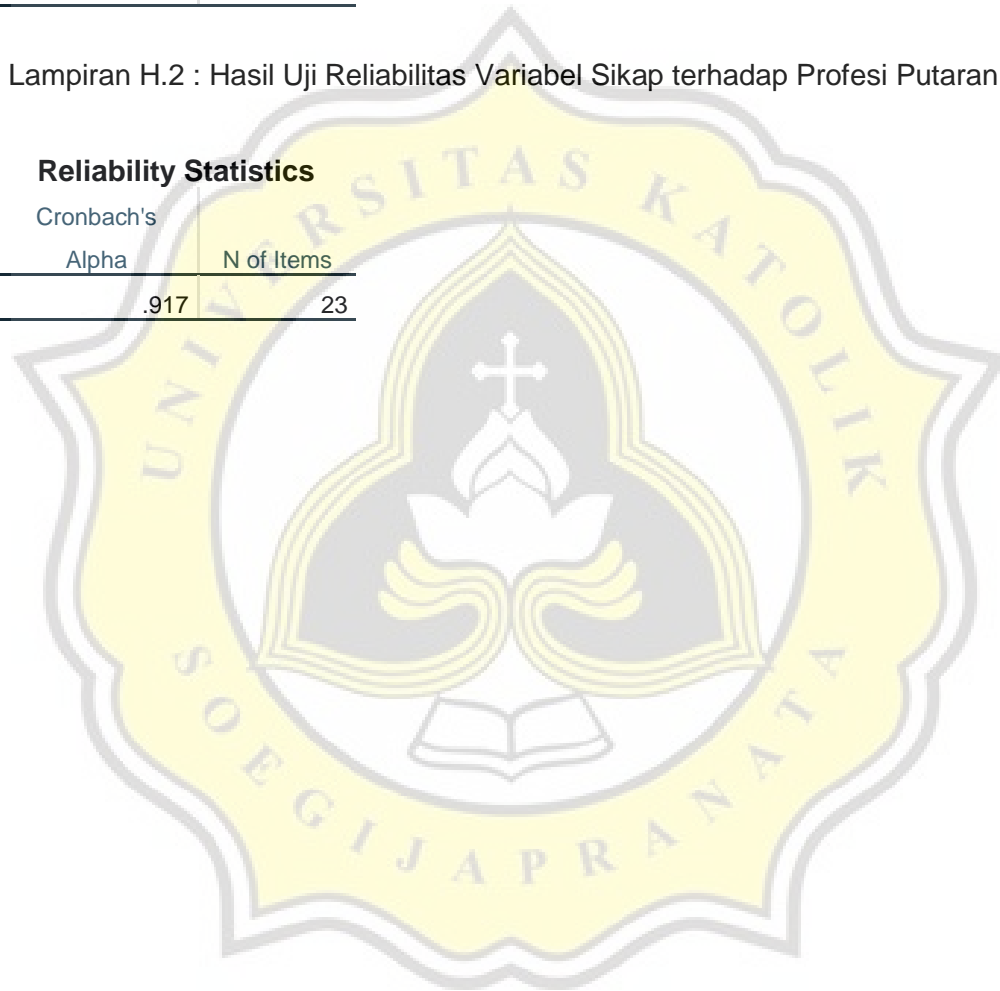 Lampiran H.2 : Hasil Uji Reliabilitas Variabel Sikap terhadap Profesi Putaran
Reliability Statistics
Cronbach's
Alpha N of Items
.917 23
UNIVERSITAS KATOLIK
SOEGIJAPRANATA